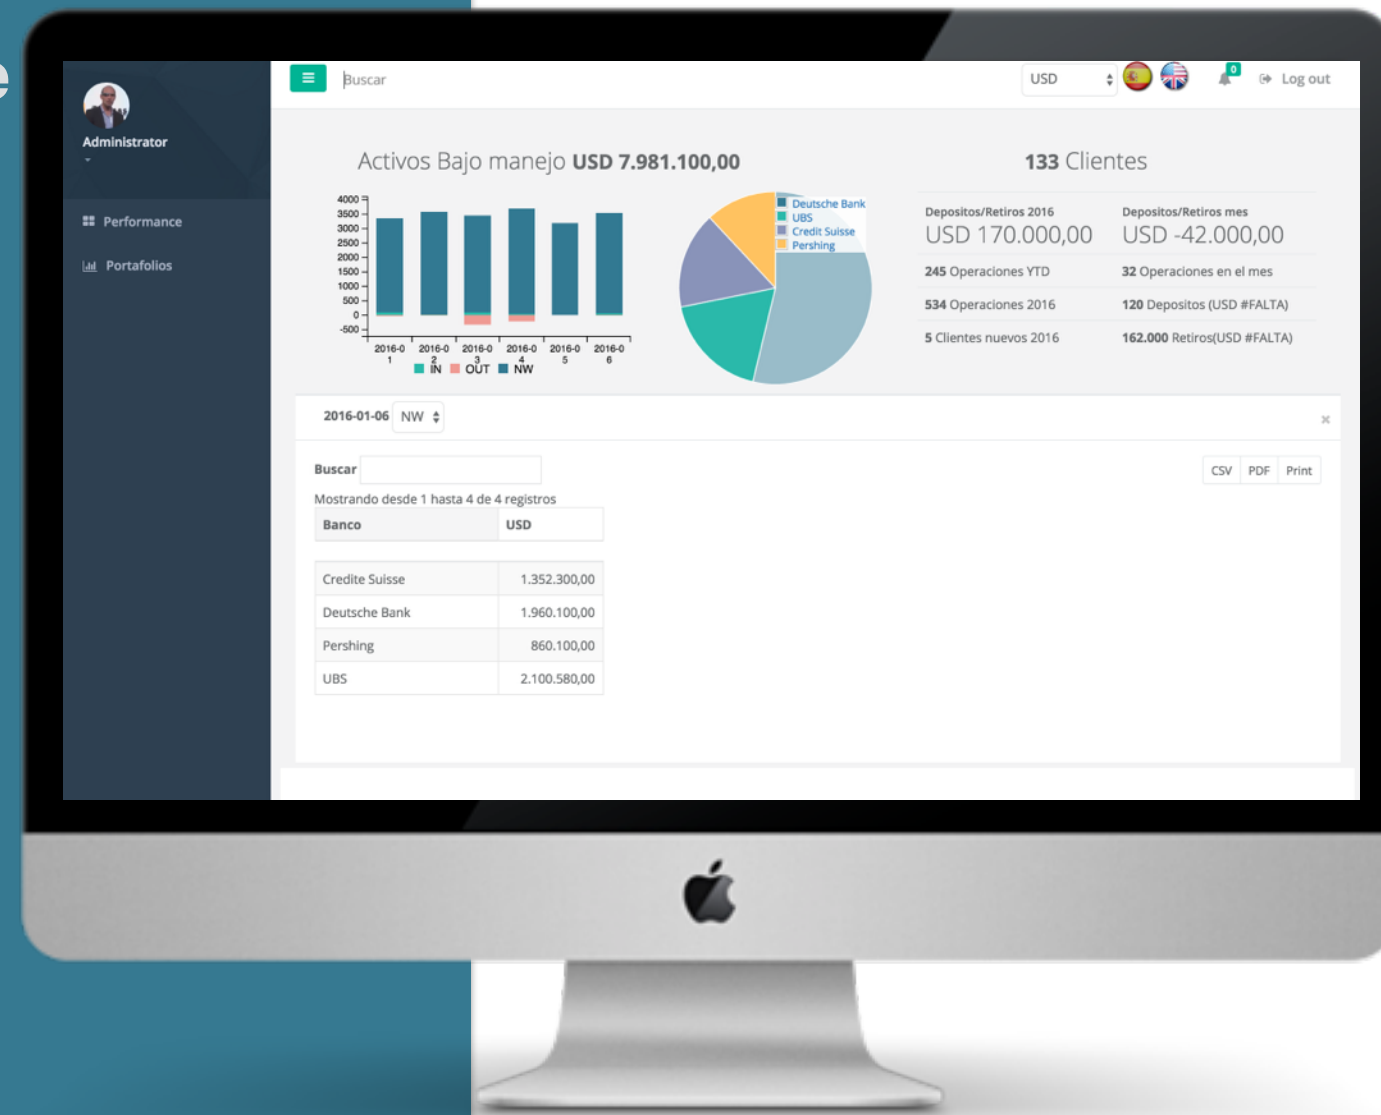 e
Administrator
Performance
Portafolios
Buscar
USD
0
Log out
Activos Bajo manejo USD 7.981.100,00
4000
3500
3000
2500
2000
1500
1000
500
0
-500
2016-0
1
2016-0
2
2016-0
3
2016-0
4
2016-0
5
2016-0
6
IN OUT NW
Deutsche Bank
UBS
Credit Suisse
Pershing
133 Clientes
Depositos/Retiros 2016 Depositos/Retiros mes
USD 170.000,00 USD -42.000,00
245 Operaciones YTD 32 Operaciones en el mes
534 Operaciones 2016 120 Depositos (USD #FALTA)
5 Clientes nuevos 2016 162.000 Retiros(USD #FALTA)
2016-01-06 NW
Buscar
CSV PDF Print
Mostrando desde 1 hasta 4 de 4 registros
Banco USD
Credite Suisse 1.352.300,00
Deutsche Bank 1.960.100,00
Pershing 860.100,00
UBS 2.100.580,00